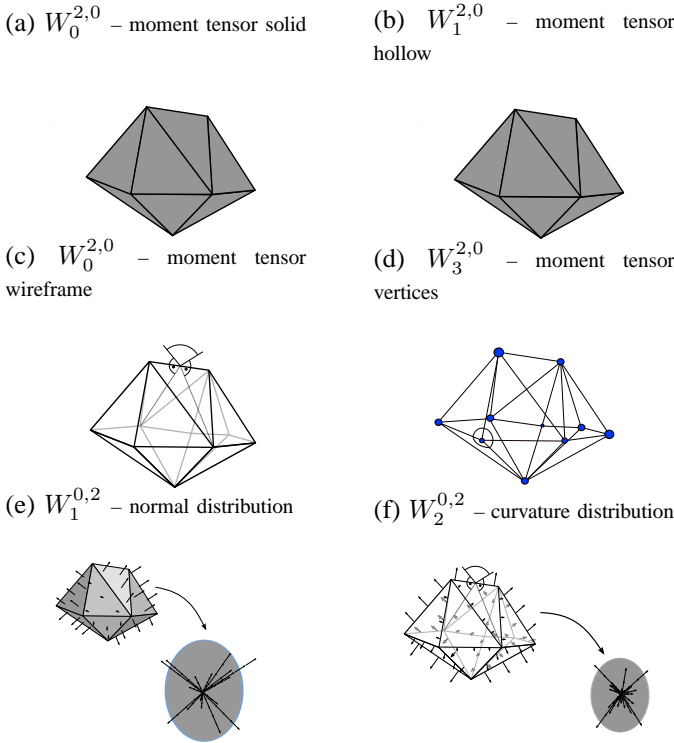 (a) W_0^{2,0} – moment tensor solid
(b) W_1^{2,0} – moment tensor
hollow
(c) W_0^{2,0} – moment tensor
wireframe
(d) W_3^{2,0} – moment tensor
vertices
(e) W_1^{0,2} – normal distribution
(f) W_2^{0,2} – curvature distribution